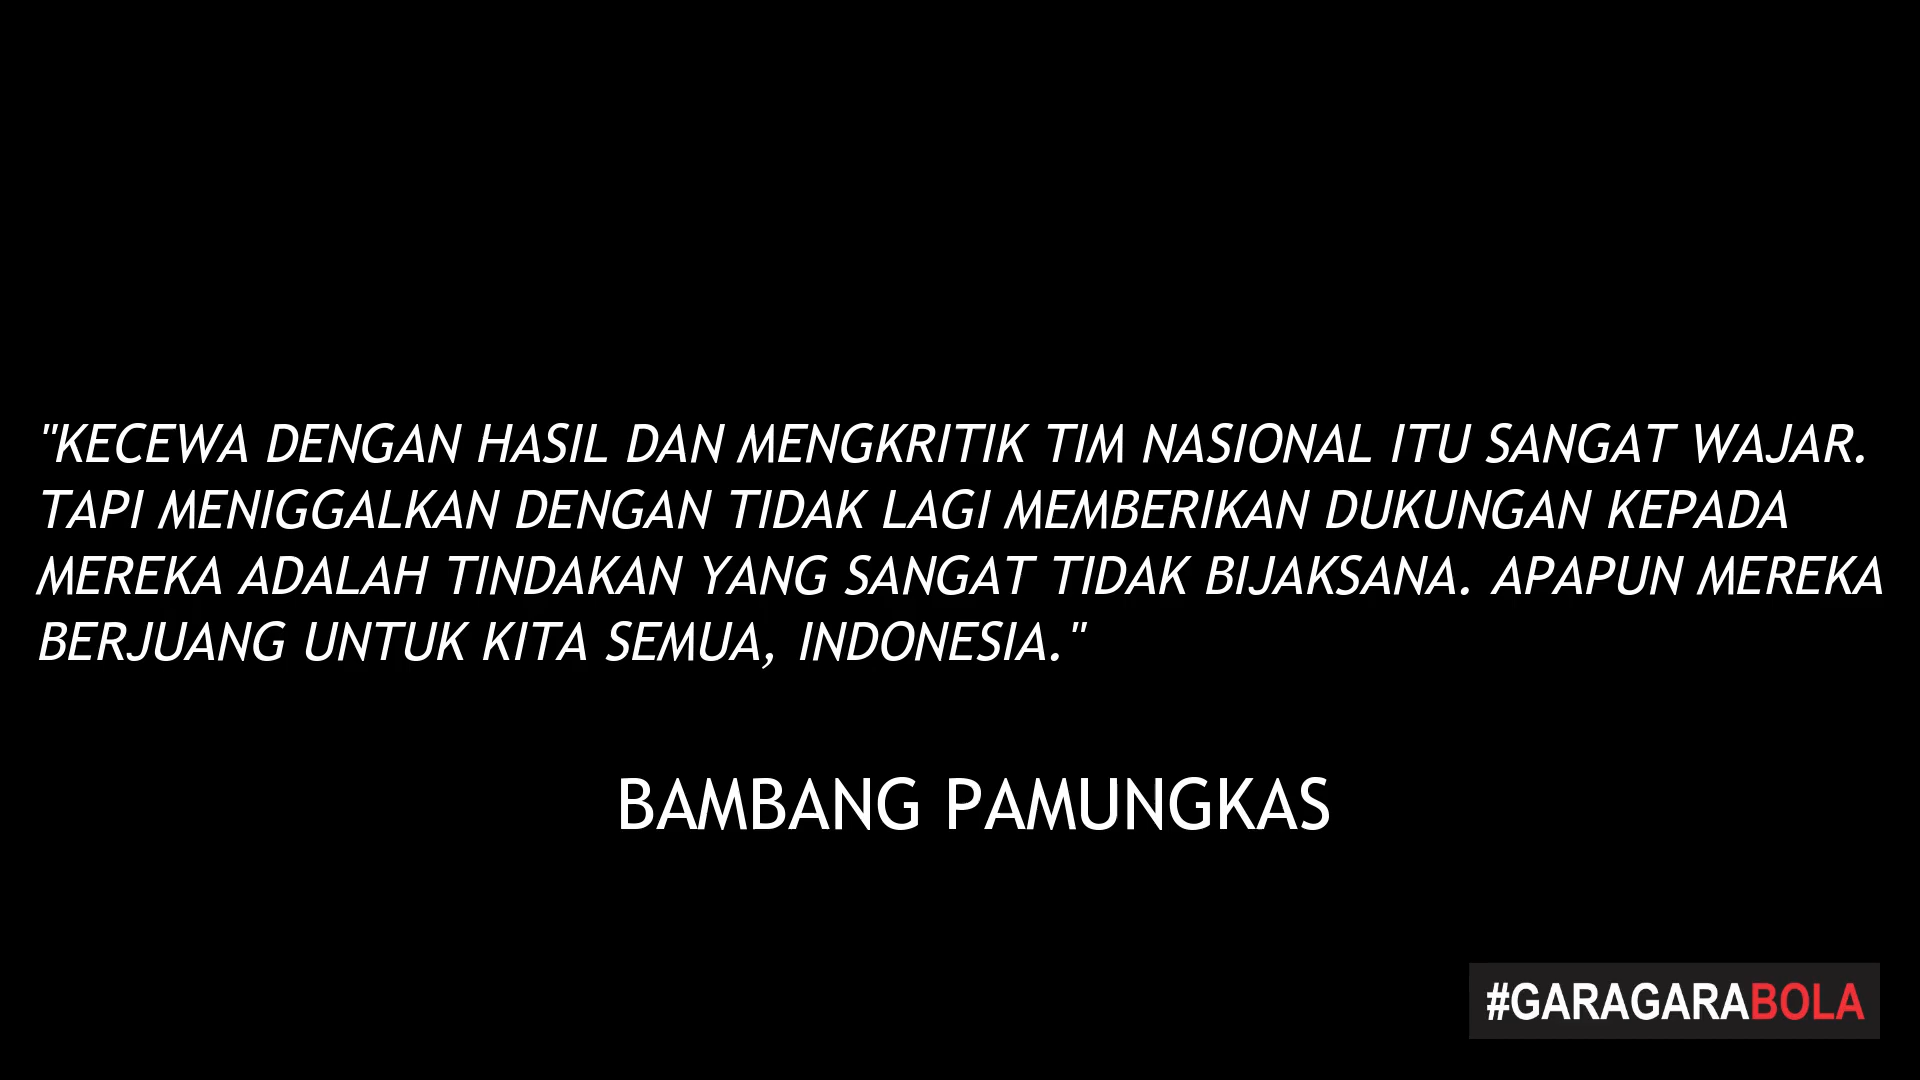 "KECEWA DENGAN HASIL DAN MENGKRITIK TIM NASIONAL ITU SANGAT WAJAR.
TAPI MENIGGALKAN DENGAN TIDAK LAGI MEMBERIKAN DUKUNGAN KEPADA
MEREKA ADALAH TINDAKAN YANG SANGAT TIDAK BIJAKSANA. APAPUN MEREKA
BERJUANG UNTUK KITA SEMUA, INDONESIA."
BAMBANG PAMUNGKAS
#GARAGARABOLA